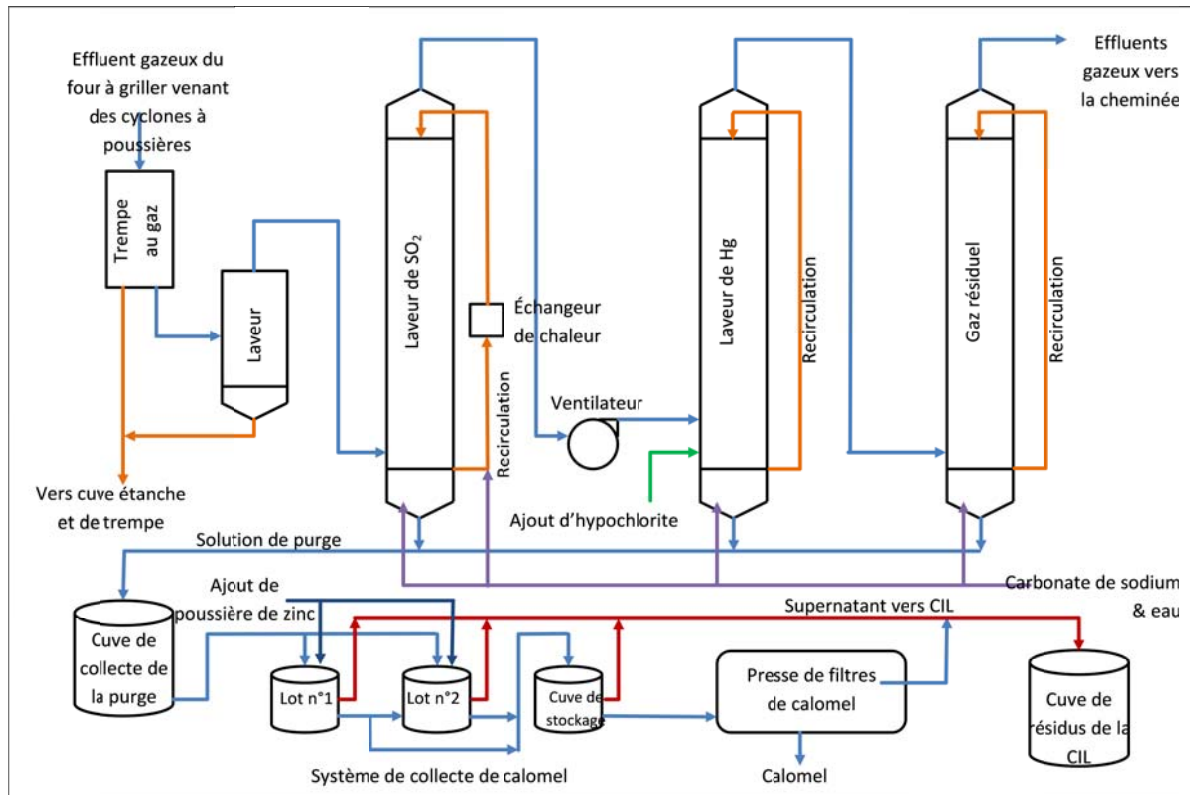 Effluent gazeux du
four à griller venant
des cyclones à
poussières
Trempe
au gaz
Laveur
Laveur de SO₂
Échangeur
de chaleur
Recirculation
Ventilateur
Ajout d’hypochlorite
Laveur de Hg
Recirculation
Gaz résiduel
Recirculation
Effluents
gazeux vers
la cheminée
Vers cuve étanche
et de trempe
Solution de purge
Carbonate de sodium
& eau
Ajout de
poussière de zinc
Supernatant vers CIL
Cuve de
collecte de
la purge
Lot n°1
Lot n°2
Cuve de
stockage
Presse de filtres
de calomel
Cuve de
résidus de la
CIL
Système de collecte de calomel
Calomel